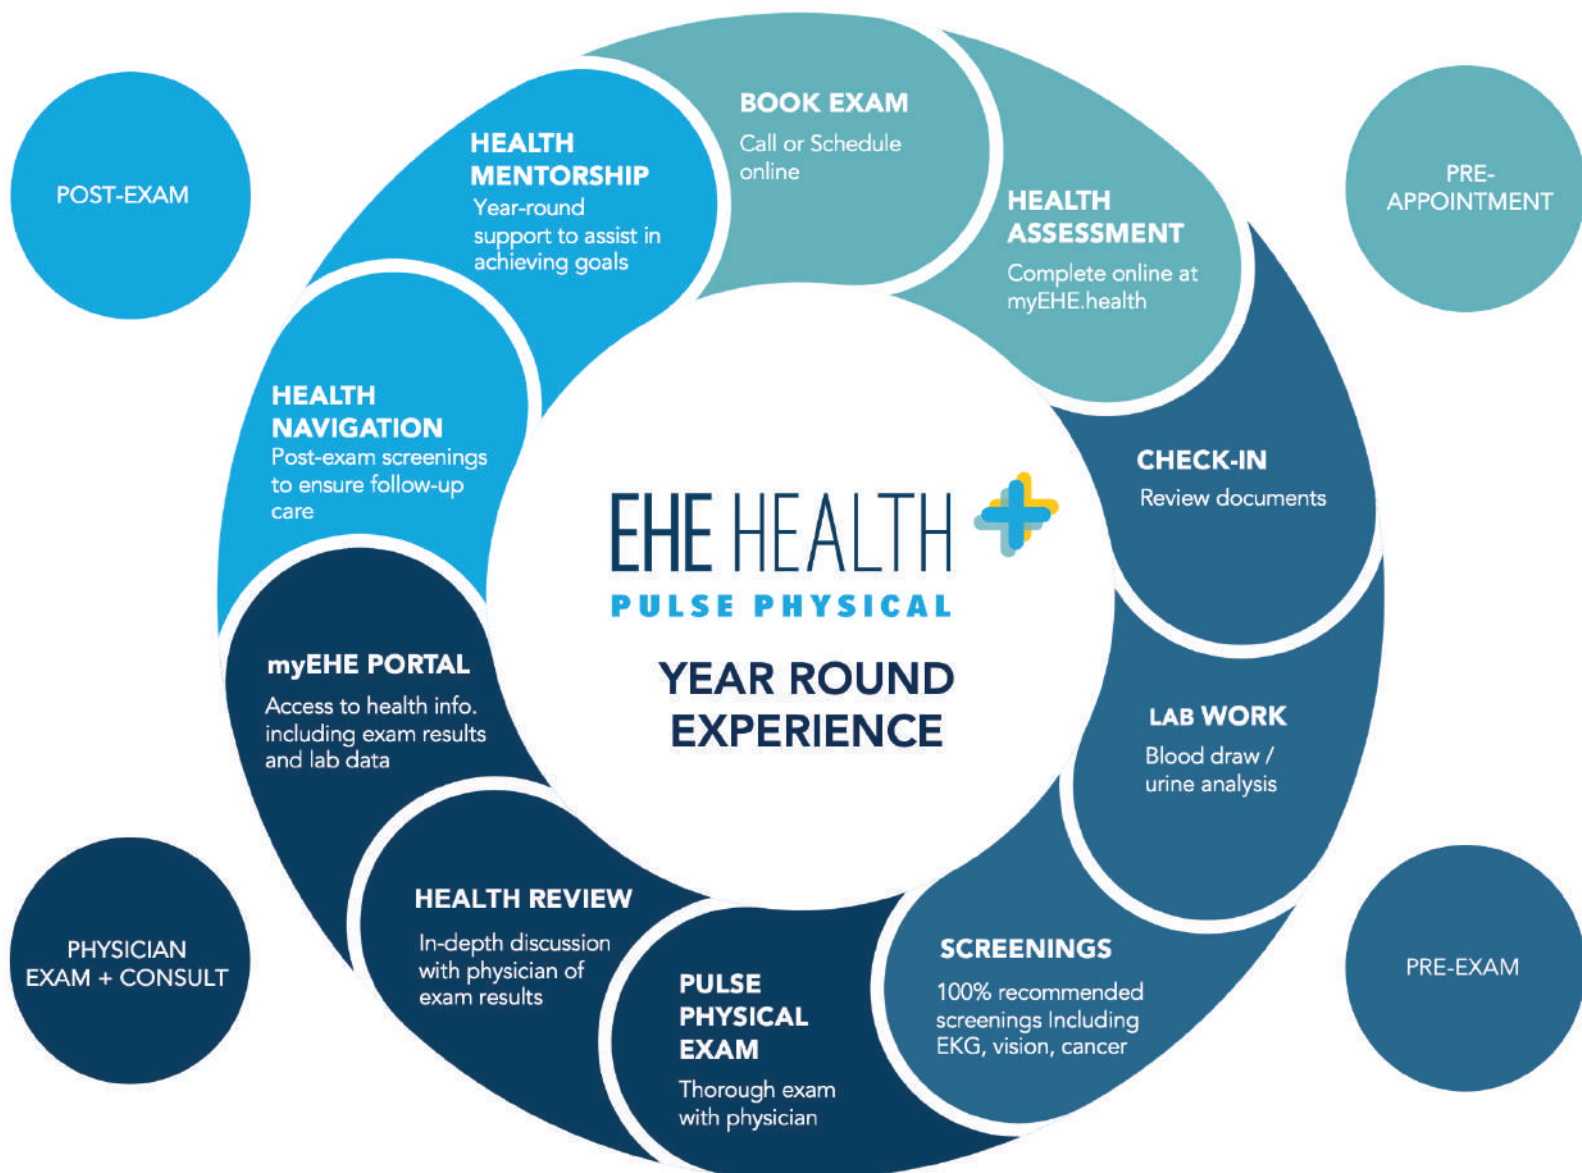 BOOK EXAM
Call or Schedule
online
HEALTH
ASSESSMENT
Complete online at
myEHE.health
CHECK-IN
Review documents
LAB WORK
Blood draw /
urine analysis
SCREENINGS
100% recommended
screenings Including
EKG, vision, cancer
PULSE
PHYSICAL
EXAM
Thorough exam
with physician
HEALTH REVIEW
In-depth discussion
with physician of
exam results
myEHE PORTAL
Access to health info.
including exam results
and lab data
HEALTH
NAVIGATION
Post-exam screenings
to ensure follow-up
care
HEALTH
MENTORSHIP
Year-round
support to assist in
achieving goals
EHE HEALTH
PULSE PHYSICAL
YEAR ROUND
EXPERIENCE
POST-EXAM
PRE-
APPOINTMENT
PHYSICIAN
EXAM + CONSULT
PRE-EXAM